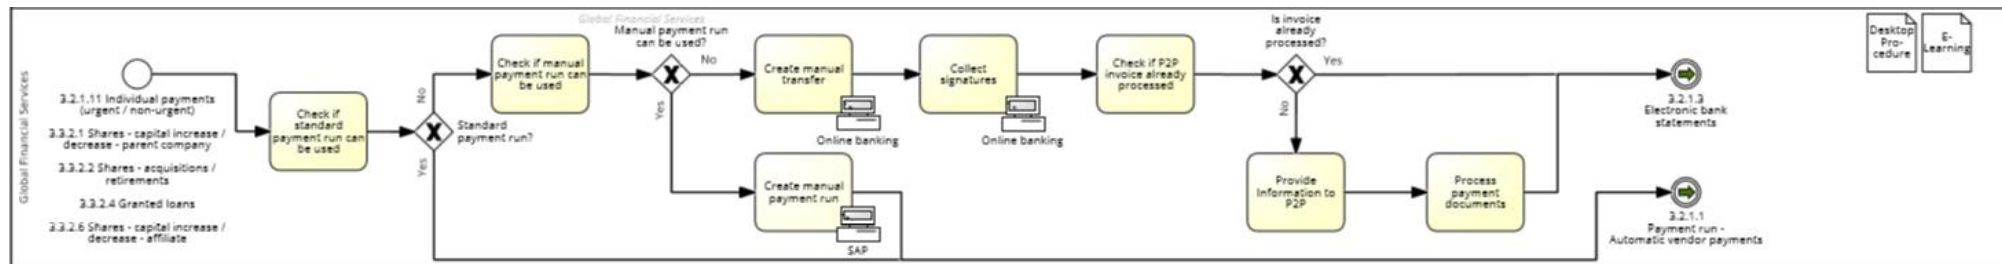 Global Financial Services
Global Financial Services
3.2.1.11 Individual payments
(urgent / non-urgent)
3.3.2.1 Shares - capital increase /
decrease - parent company
3.3.2.2 Shares - acquisitions /
retirements
3.3.2.4 Granted loans
3.3.2.6 Shares - capital increase /
decrease - affiliate
Check if
standard
payment run can
be used
Standard
payment run?
No
Yes
Check if manual
payment run can
be used
Manual payment run
can be used?
No
Yes
Create manual
transfer
Online banking
Collect
signatures
Online banking
Check if P2P
invoice already
processed
Is invoice
already
processed?
Yes
No
Create manual
payment run
SAP
Provide
Information to
P2P
Process
payment
documents
3.2.1.3
Electronic bank
statements
3.2.1.1
Payment run -
Automatic vendor payments
Desktop
Pro-
cedure
E-
Learning